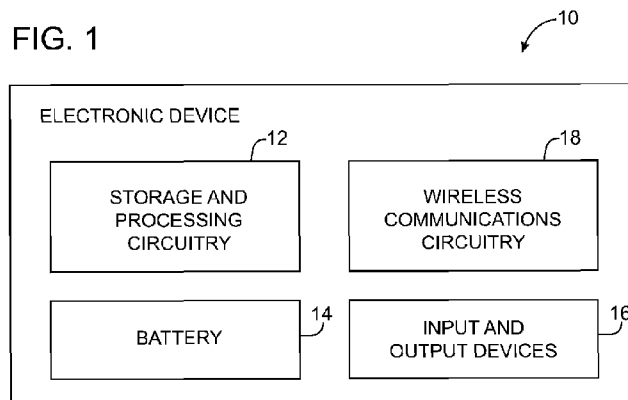 FIG. 1
10
ELECTRONIC DEVICE
12
18
STORAGE AND
PROCESSING
CIRCUITRY
WIRELESS
COMMUNICATIONS
CIRCUITRY
14
16
BATTERY
INPUT AND
OUTPUT DEVICES